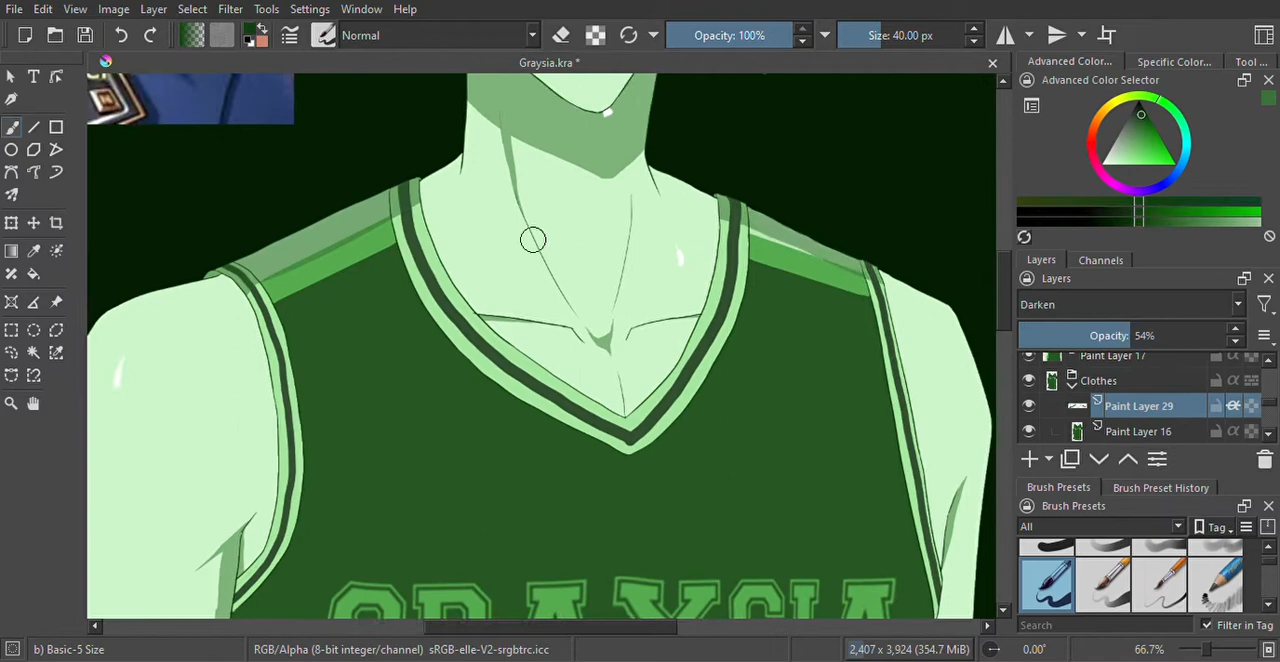 File Edit View Image Layer Select Filter Tools Settings Window Help
Normal Opacity: 100% Size: 40.00 px
Graysia.kra *
Advanced Color... Specific Color... Tool ...
Advanced Color Selector
Layers Channels
Layers
Darken
Opacity: 54%
Paint Layer 17
Clothes
Paint Layer 29
Paint Layer 16
Brush Presets Brush Preset History
Brush Presets
All Tag
Search Filter in Tag
GRAYSIA
b) Basic-5 Size RGB/Alpha (8-bit integer/channel) sRGB-elle-V2-srgbtrc.icc 2,407 x 3,924 (354.7 MiB) 0.00° 66.7%